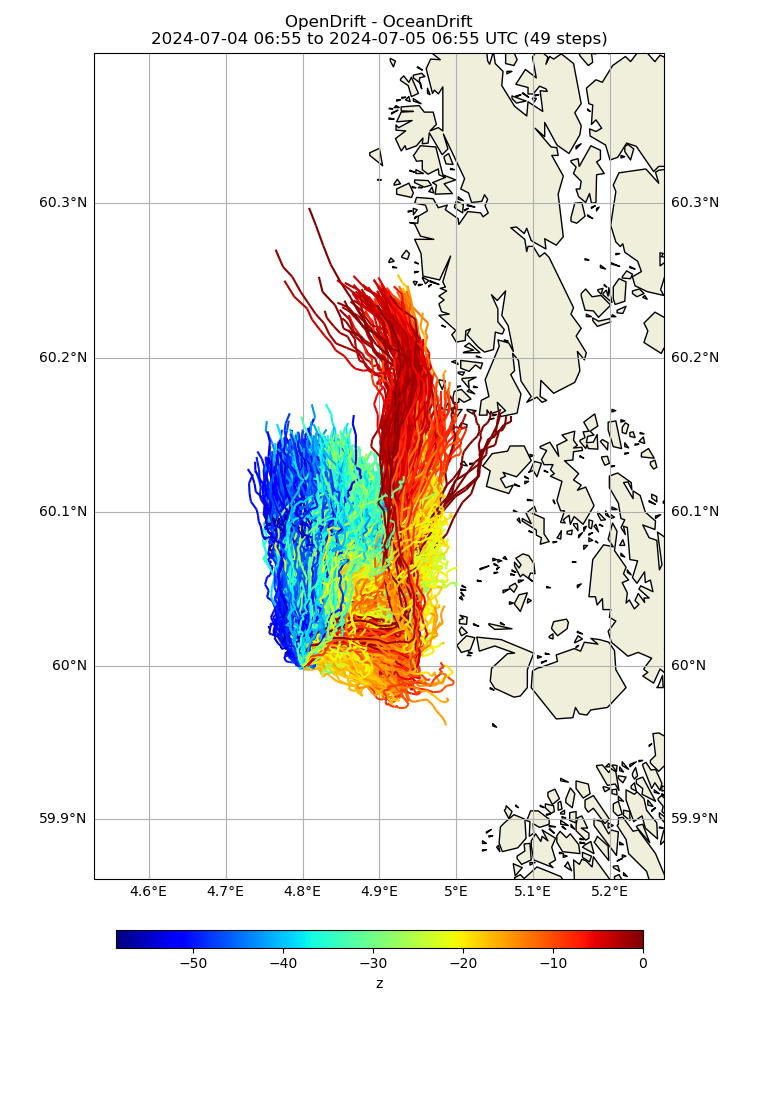 OpenDrift - OceanDrift
2024-07-04 06:55 to 2024-07-05 06:55 UTC (49 steps)
60.3°N 60.3°N
60.2°N 60.2°N
60.1°N 60.1°N
60°N 60°N
59.9°N 59.9°N
4.6°E 4.7°E 4.8°E 4.9°E 5°E 5.1°E 5.2°E
−50 −40 −30 −20 −10 0
z